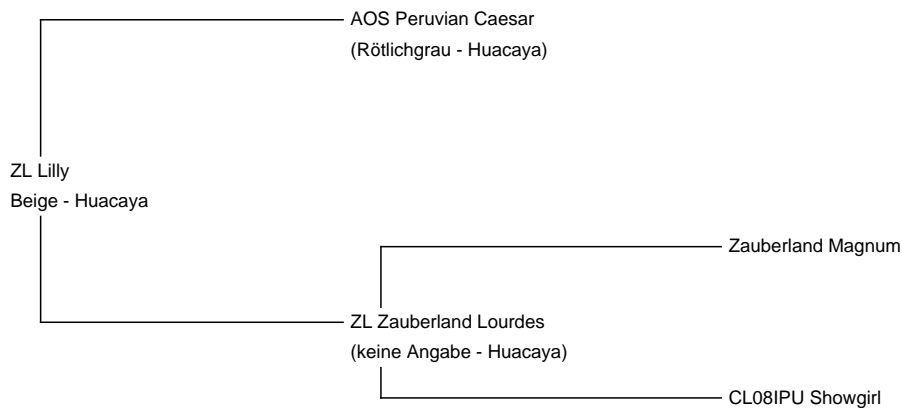 AOS Peruvian Caesar
(Rötlichgrau - Huacaya)
ZL Lilly
Beige - Huacaya
Zauberland Magnum
ZL Zauberland Lourdes
(keine Angabe - Huacaya)
CL08IPU Showgirl